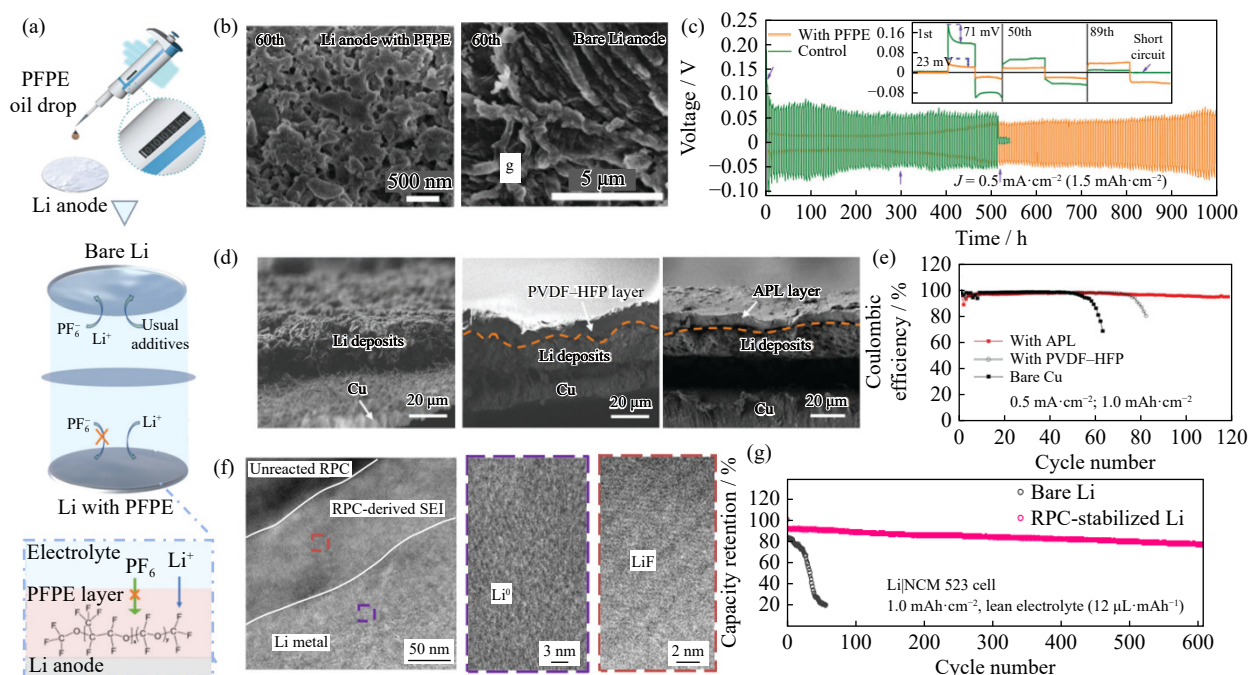 (a)
PFPE
oil drop
Li anode
Bare Li
PF₆⁻
Li⁺
Usual
additives
PF₆⁻
Li⁺
Li with PFPE
Electrolyte
PF₆
Li⁺
PFPE layer
Li anode
(b)
60th
Li anode with PFPE
500 nm
60th
Bare Li anode
g
5 μm
(c)
With PFPE
Control
0.16
0.08
0
−0.08
1st
71 mV
23 mV
50th
89th
Short
circuit
0.25
0.20
0.15
0.10
0.05
0
−0.05
−0.10
Voltage / V
J = 0.5 mA·cm⁻² (1.5 mAh·cm⁻²)
0 100 200 300 400 500 600 700 800 900 1000
Time / h
(d)
Li deposits
Cu
20 μm
PVDF–HFP layer
Li deposits
Cu
20 μm
APL layer
Li deposits
Cu
20 μm
(e)
Coulombic
efficiency / %
100
100
80
60
40
20
0
With APL
With PVDF–HFP
Bare Cu
0.5 mA·cm⁻²; 1.0 mAh·cm⁻²
0 20 40 60 80 100 120
Cycle number
(f)
Unreacted RPC
RPC-derived SEI
Li metal
50 nm
Li⁰
3 nm
LiF
2 nm
(g)
Capacity retention / %
120
100
80
60
40
20
Bare Li
RPC-stabilized Li
Li|NCM 523 cell
1.0 mAh·cm⁻², lean electrolyte (12 μL·mAh⁻¹)
0 100 200 300 400 500 600
Cycle number